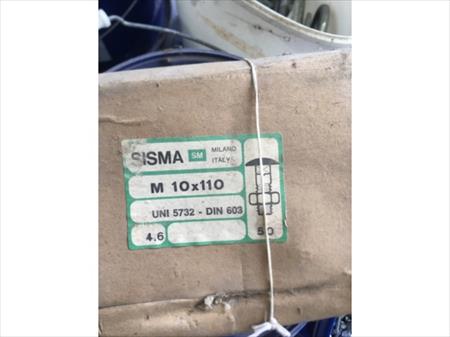 SISMA SM MILANO
ITALY
M 10x110
UNI 5732 - DIN 603
4.6 50